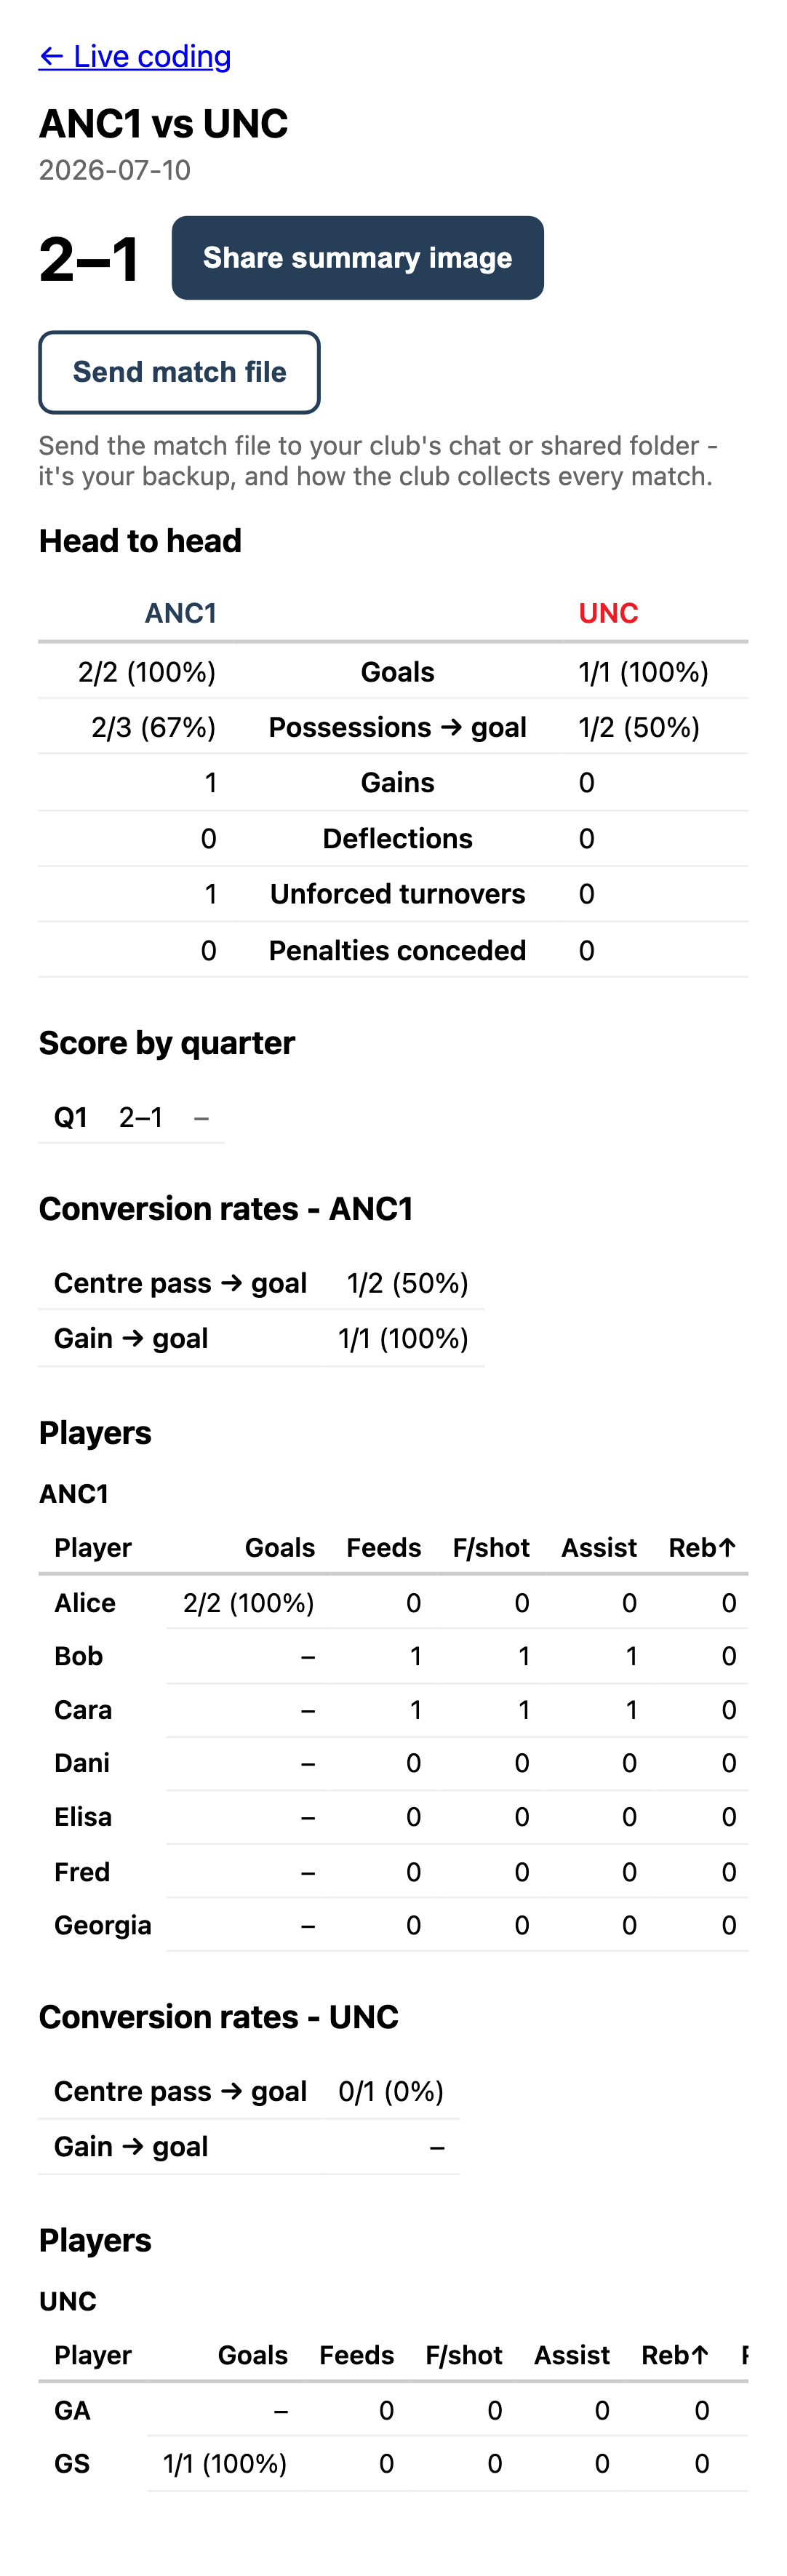 ← Live coding
ANC1 vs UNC
2026-07-10
2–1 Share summary image
Send match file
Send the match file to your club's chat or shared folder -
it's your backup, and how the club collects every match.
Head to head
ANC1 UNC
2/2 (100%) Goals 1/1 (100%)
2/3 (67%) Possessions → goal 1/2 (50%)
1 Gains 0
0 Deflections 0
1 Unforced turnovers 0
0 Penalties conceded 0
Score by quarter
Q1 2–1 –
Conversion rates - ANC1
Centre pass → goal 1/2 (50%)
Gain → goal 1/1 (100%)
Players
ANC1
Player Goals Feeds F/shot Assist Reb↑
Alice 2/2 (100%) 0 0 0 0
Bob – 1 1 1 0
Cara – 1 1 1 0
Dani – 0 0 0 0
Elisa – 0 0 0 0
Fred – 0 0 0 0
Georgia – 0 0 0 0
Conversion rates - UNC
Centre pass → goal 0/1 (0%)
Gain → goal –
Players
UNC
Player Goals Feeds F/shot Assist Reb↑
GA – 0 0 0 0
GS 1/1 (100%) 0 0 0 0